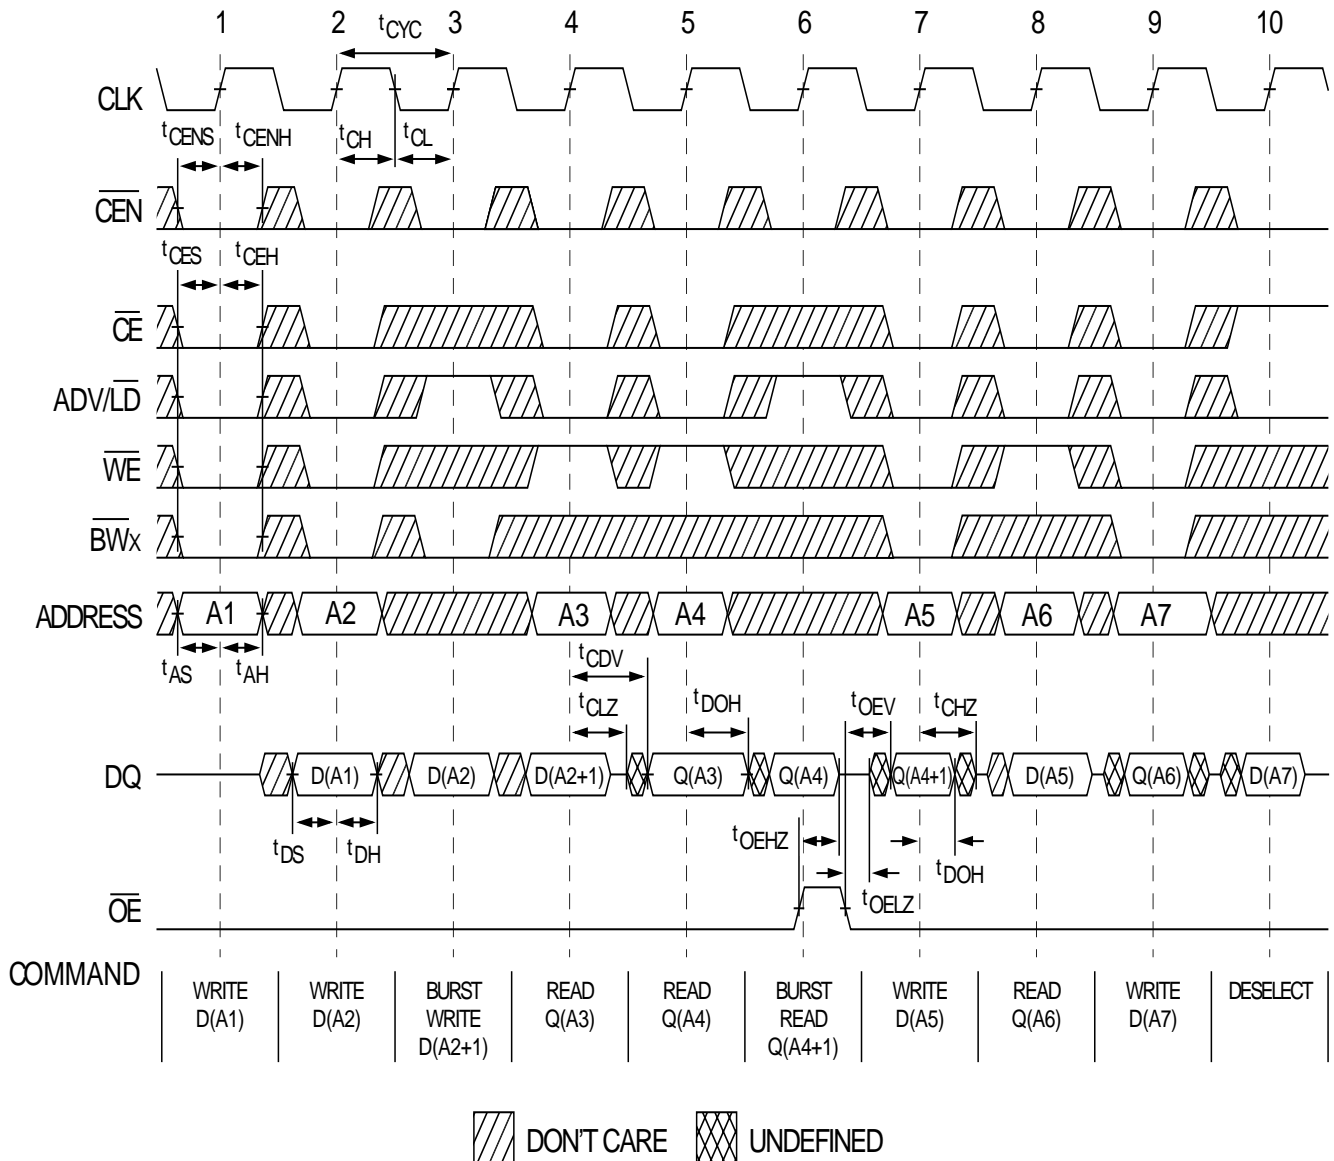 1 2 tCYC 3 4 5 6 7 8 9 10
CLK
tCENS tCENH tCH tCL
CEN
tCES tCEH
CE
ADV/LD
WE
BWx
ADDRESS A1 A2 A3 A4 A5 A6 A7
tAS tAH tCDV
tCLZ tDOH tOEV tCHZ
DQ D(A1) D(A2) D(A2+1) Q(A3) Q(A4) Q(A4+1) D(A5) Q(A6) D(A7)
tDS tDH tOEHZ tDOH
tOELZ
OE
COMMAND
WRITE WRITE BURST READ READ BURST WRITE READ WRITE DESELECT
D(A1) D(A2) WRITE Q(A3) Q(A4) READ D(A5) Q(A6) D(A7)
D(A2+1) Q(A4+1)
DON'T CARE UNDEFINED